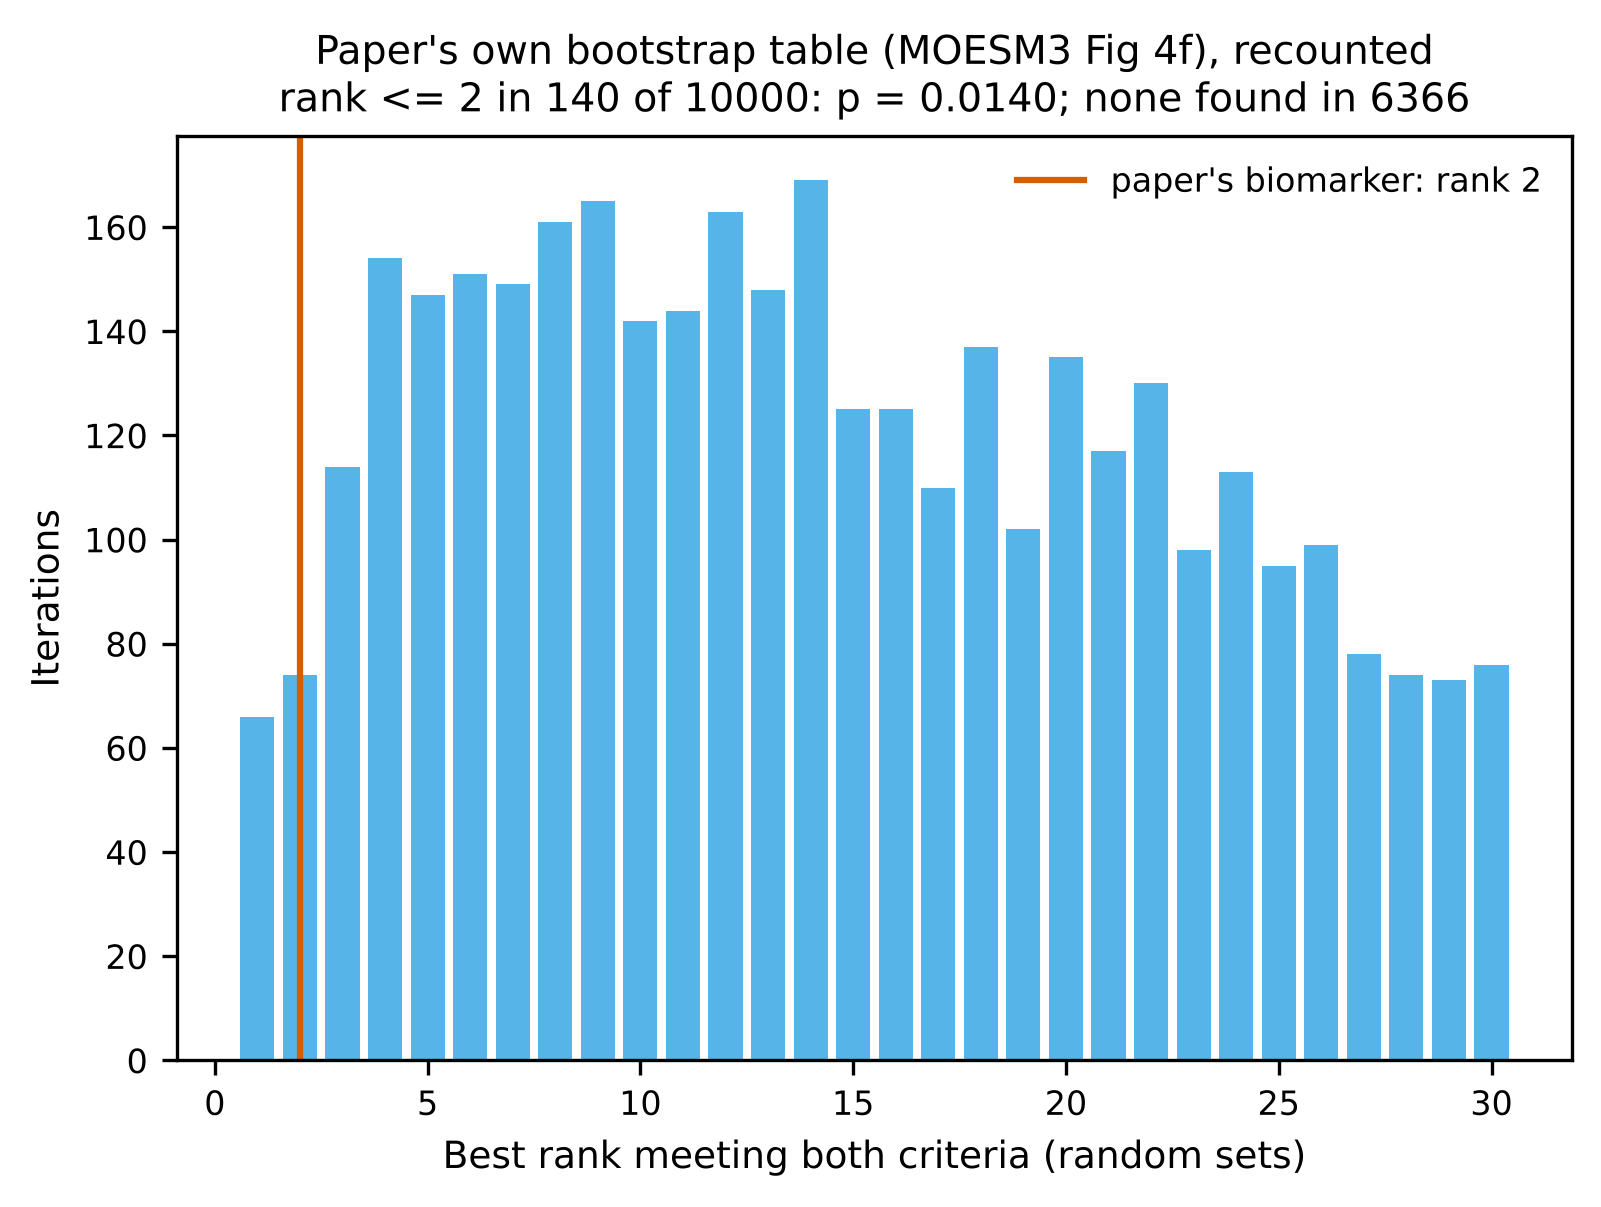 Paper's own bootstrap table (MOESM3 Fig 4f), recounted
rank <= 2 in 140 of 10000: p = 0.0140; none found in 6366
paper's biomarker: rank 2
160
140
120
100
80
60
40
20
0
Iterations
0 5 10 15 20 25 30
Best rank meeting both criteria (random sets)